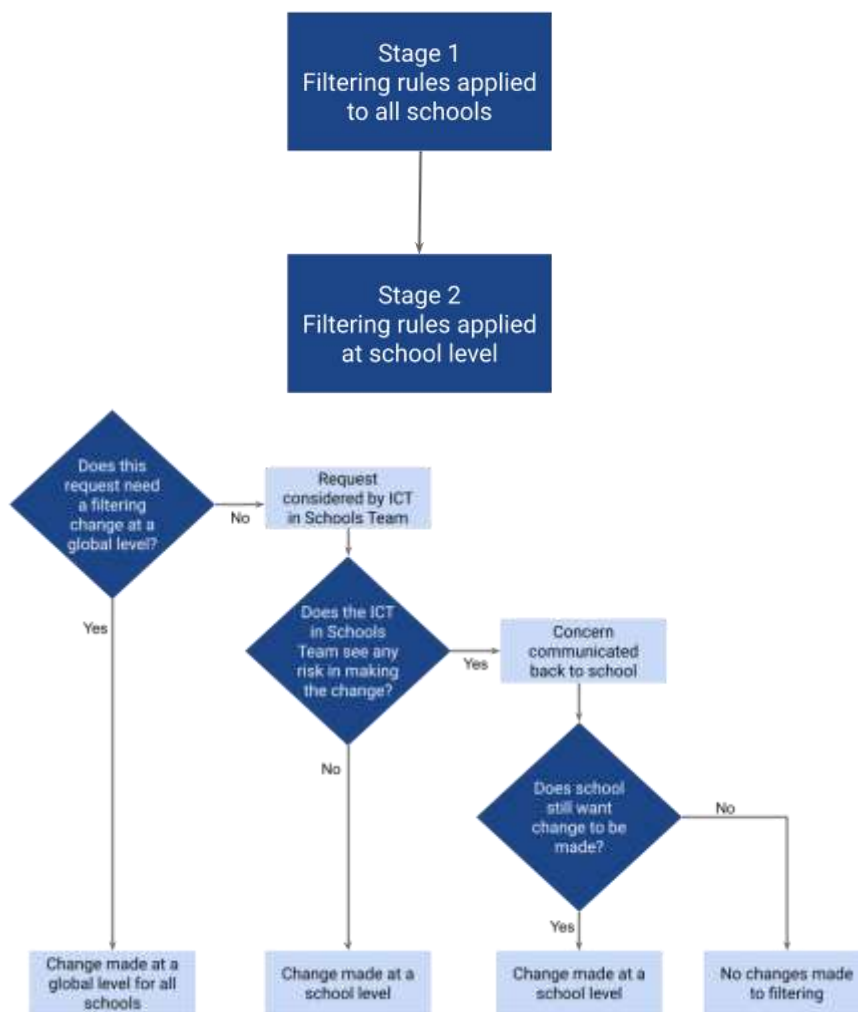 Stage 1
Filtering rules applied
to all schools
Stage 2
Filtering rules applied
at school level
Does this
request need
a filtering
change at a
global level?
No
Request
considered by ICT
in Schools Team
Yes
Does the ICT
in Schools
Team see any
risk in making
the change?
Yes
Concern
communicated
back to school
No
Does school
still want
change to be
made?
No
Yes
Change made at a
global level for all
schools
Change made at a
school level
Change made at a
school level
No changes made
to filtering